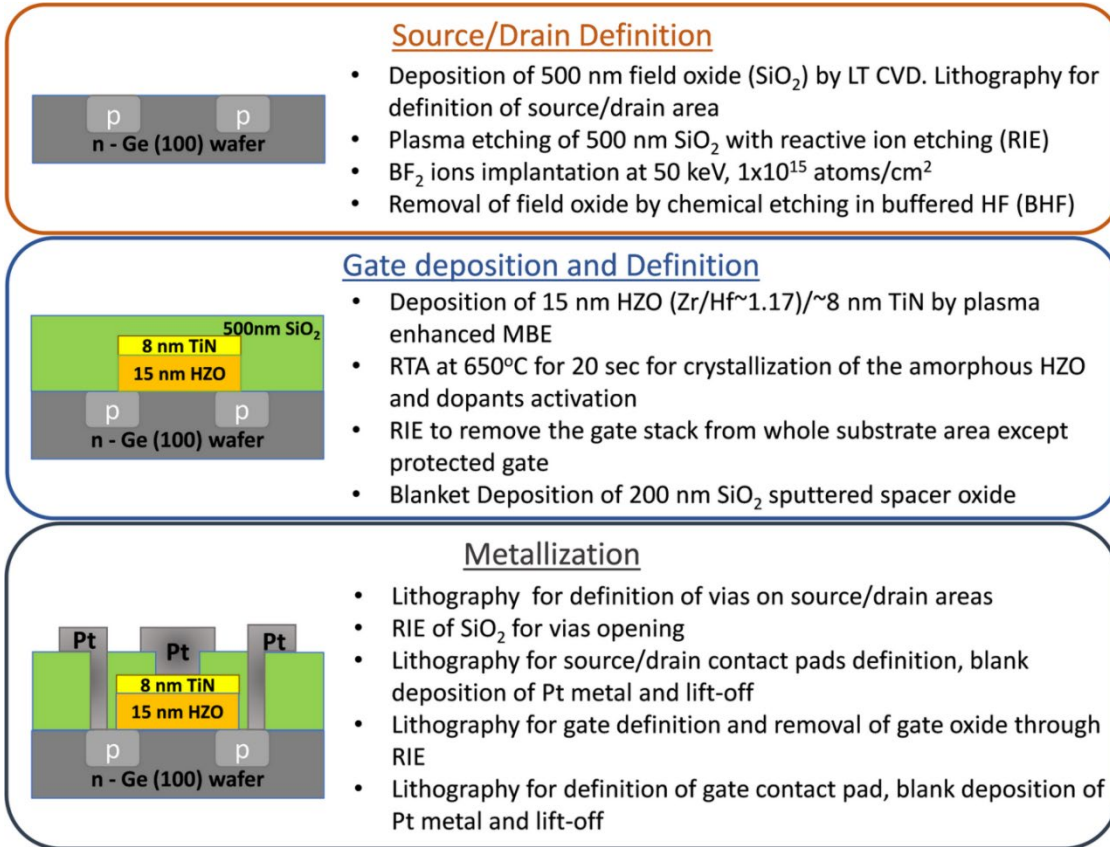 Source/Drain Definition
p p
n - Ge (100) wafer
• Deposition of 500 nm field oxide (SiO₂) by LT CVD. Lithography for
definition of source/drain area
• Plasma etching of 500 nm SiO₂ with reactive ion etching (RIE)
• BF₂ ions implantation at 50 keV, 1x10¹⁵ atoms/cm²
• Removal of field oxide by chemical etching in buffered HF (BHF)
Gate deposition and Definition
500nm SiO₂
8 nm TiN
15 nm HZO
p p
n - Ge (100) wafer
• Deposition of 15 nm HZO (Zr/Hf~1.17)/~8 nm TiN by plasma
enhanced MBE
• RTA at 650°C for 20 sec for crystallization of the amorphous HZO
and dopants activation
• RIE to remove the gate stack from whole substrate area except
protected gate
• Blanket Deposition of 200 nm SiO₂ sputtered spacer oxide
Metallization
Pt Pt Pt
8 nm TiN
15 nm HZO
p p
n - Ge (100) wafer
• Lithography for definition of vias on source/drain areas
• RIE of SiO₂ for vias opening
• Lithography for source/drain contact pads definition, blank
deposition of Pt metal and lift-off
• Lithography for gate definition and removal of gate oxide through
RIE
• Lithography for definition of gate contact pad, blank deposition of
Pt metal and lift-off